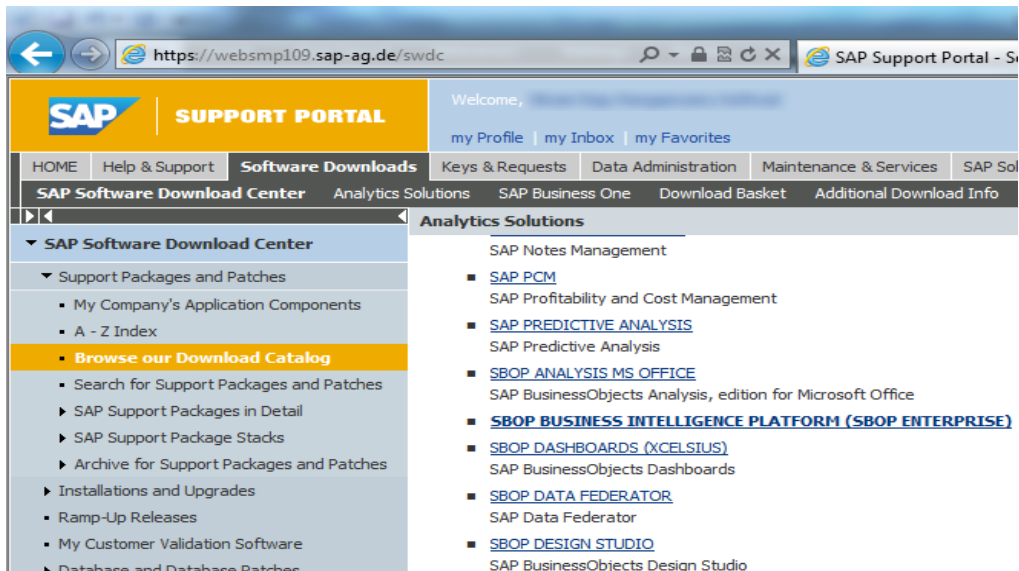 https://websmp109.sap-ag.de/swdc
SAP Support Portal - S
SAP SUPPORT PORTAL
Welcome,
my Profile | my Inbox | my Favorites
HOME Help & Support Software Downloads Keys & Requests Data Administration Maintenance & Services SAP Sol
SAP Software Download Center Analytics Solutions SAP Business One Download Basket Additional Download Info
Analytics Solutions
SAP Software Download Center
Support Packages and Patches
My Company's Application Components
A - Z Index
Browse our Download Catalog
Search for Support Packages and Patches
SAP Support Packages in Detail
SAP Support Package Stacks
Archive for Support Packages and Patches
Installations and Upgrades
Ramp-Up Releases
My Customer Validation Software
Database and Database Patches
SAP Notes Management
SAP PCM
SAP Profitability and Cost Management
SAP PREDICTIVE ANALYSIS
SAP Predictive Analysis
SBOP ANALYSIS MS OFFICE
SAP BusinessObjects Analysis, edition for Microsoft Office
SBOP BUSINESS INTELLIGENCE PLATFORM (SBOP ENTERPRISE)
SBOP DASHBOARDS (XCELSIUS)
SAP BusinessObjects Dashboards
SBOP DATA FEDERATOR
SAP Data Federator
SBOP DESIGN STUDIO
SAP BusinessObjects Design Studio